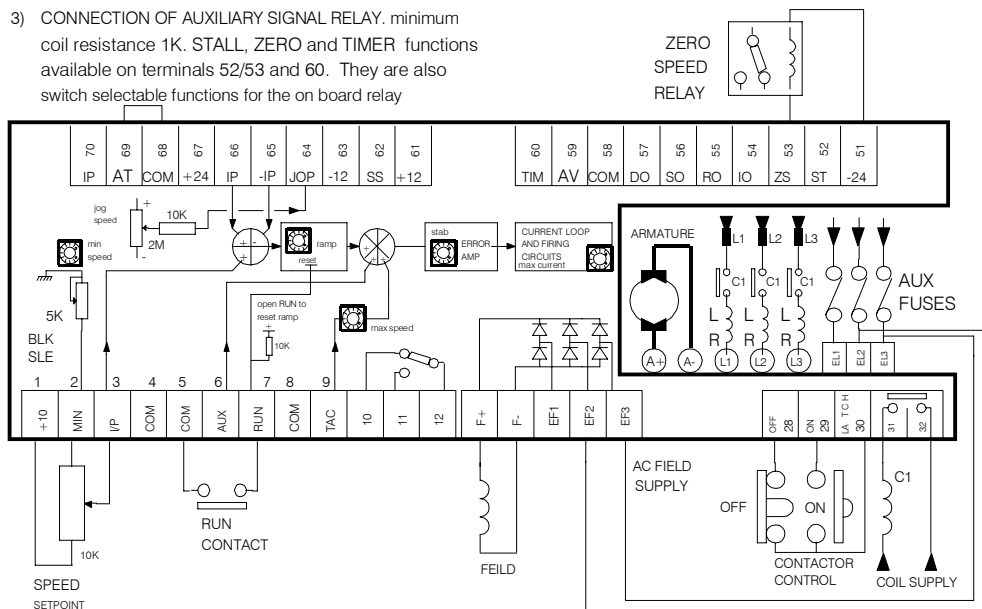 3) CONNECTION OF AUXILIARY SIGNAL RELAY. minimum
coil resistance 1K. STALL, ZERO and TIMER functions
available on terminals 52/53 and 60. They are also
switch selectable functions for the on board relay
ZERO
SPEED
RELAY
70 69 68 67 66 65 64 63 62 61
IP AT COM +24 IP -IP JOP -12 SS +12
60 59 58 57 56 55 54 53 52 51
TIM AV COM DO SO RO IO ZS ST -24
jog
speed
+
10K
2M
-
min
speed
5K
BLK
SLE
+ -
+
ramp
reset
+ +
stab
ERROR
AMP
CURRENT LOOP
AND FIRING
CIRCUITS
max current
open RUN to
reset ramp
+
10K
max speed
ARMATURE
L1 L2 L3
C1 C1 C1
L L L
R R R
A+ A- L1 L2 L3
AUX
FUSES
EL1 EL2 EL3
1 2 3 4 5 6 7 8 9
+10 MIN I/P COM COM AUX RUN COM TAC 10 11 12
F+ F- EF1 EF2 EF3
OFF 28 ON 29 LATCH 30 31 32
10K
SPEED
SETPOINT
RUN
CONTACT
FEILD
AC FIELD
SUPPLY
OFF
ON
CONTACTOR
CONTROL
C1
COIL SUPPLY